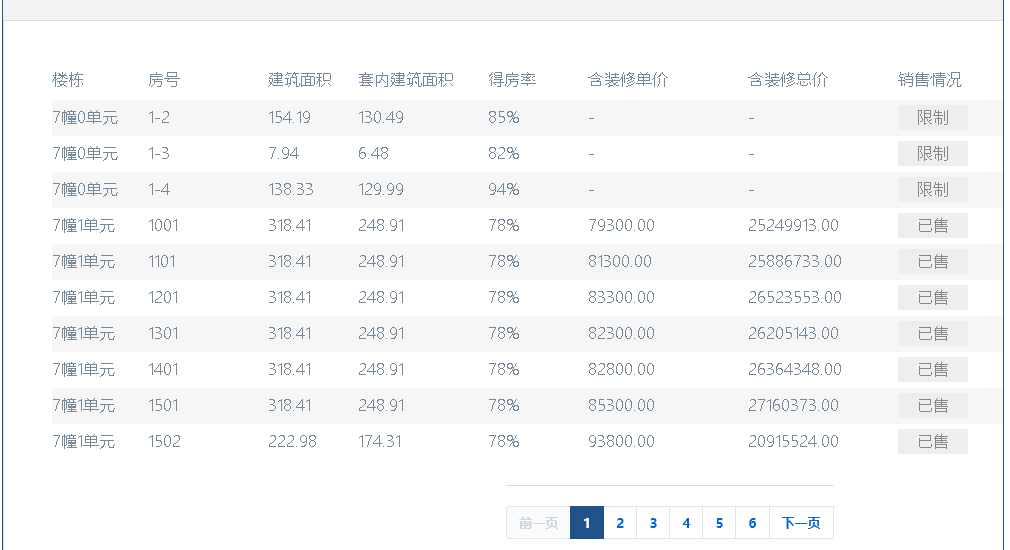 楼栋 房号 建筑面积 套内建筑面积 得房率 含装修单价 含装修总价 销售情况
7幢0单元 1-2 154.19 130.49 85% - - 限制
7幢0单元 1-3 7.94 6.48 82% - - 限制
7幢0单元 1-4 138.33 129.99 94% - - 限制
7幢1单元 1001 318.41 248.91 78% 79300.00 25249913.00 已售
7幢1单元 1101 318.41 248.91 78% 81300.00 25886733.00 已售
7幢1单元 1201 318.41 248.91 78% 83300.00 26523553.00 已售
7幢1单元 1301 318.41 248.91 78% 82300.00 26205143.00 已售
7幢1单元 1401 318.41 248.91 78% 82800.00 26364348.00 已售
7幢1单元 1501 318.41 248.91 78% 85300.00 27160373.00 已售
7幢1单元 1502 222.98 174.31 78% 93800.00 20915524.00 已售
前一页 1 2 3 4 5 6 下一页